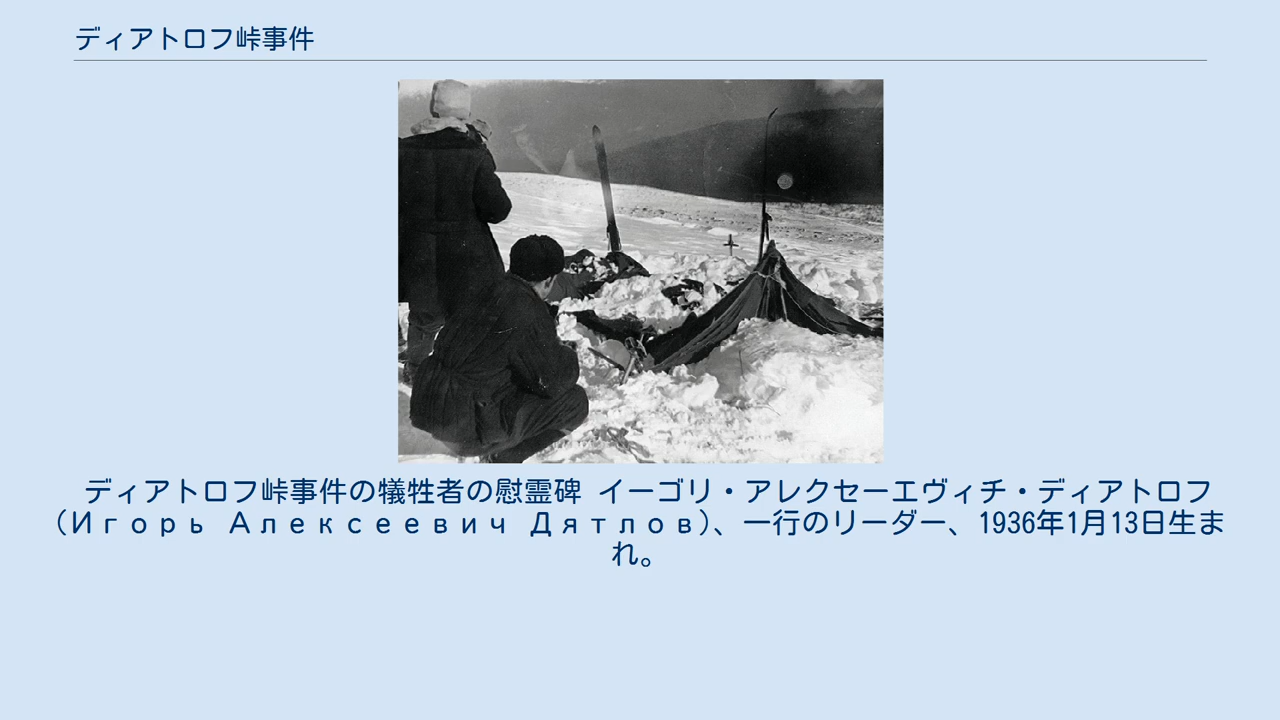 ディアトロフ峠事件
ディアトロフ峠事件の犠牲者の慰霊碑 イーゴリ・アレクセーエヴィチ・ディアトロフ
（Игорь Алексеевич Дятлов）、一行のリーダー、1936年1月13日生ま
れ。